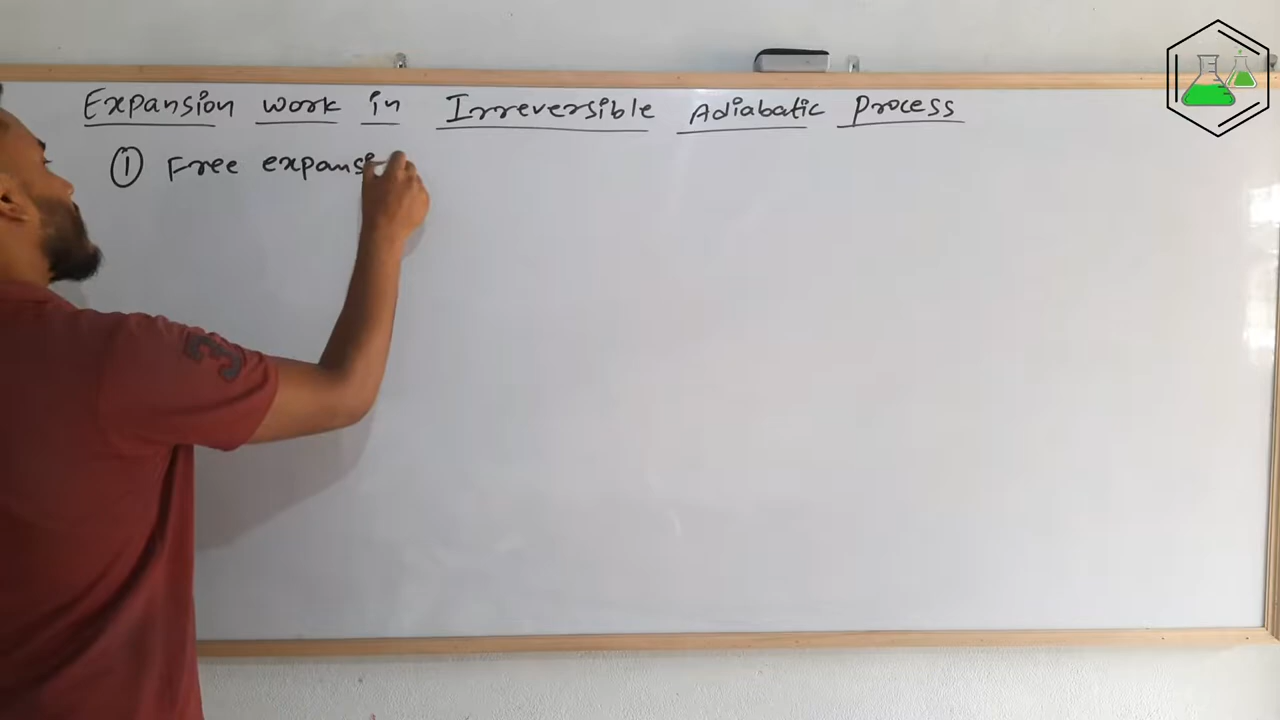 Expansion work in Irreversible Adiabatic process
① Free expansi